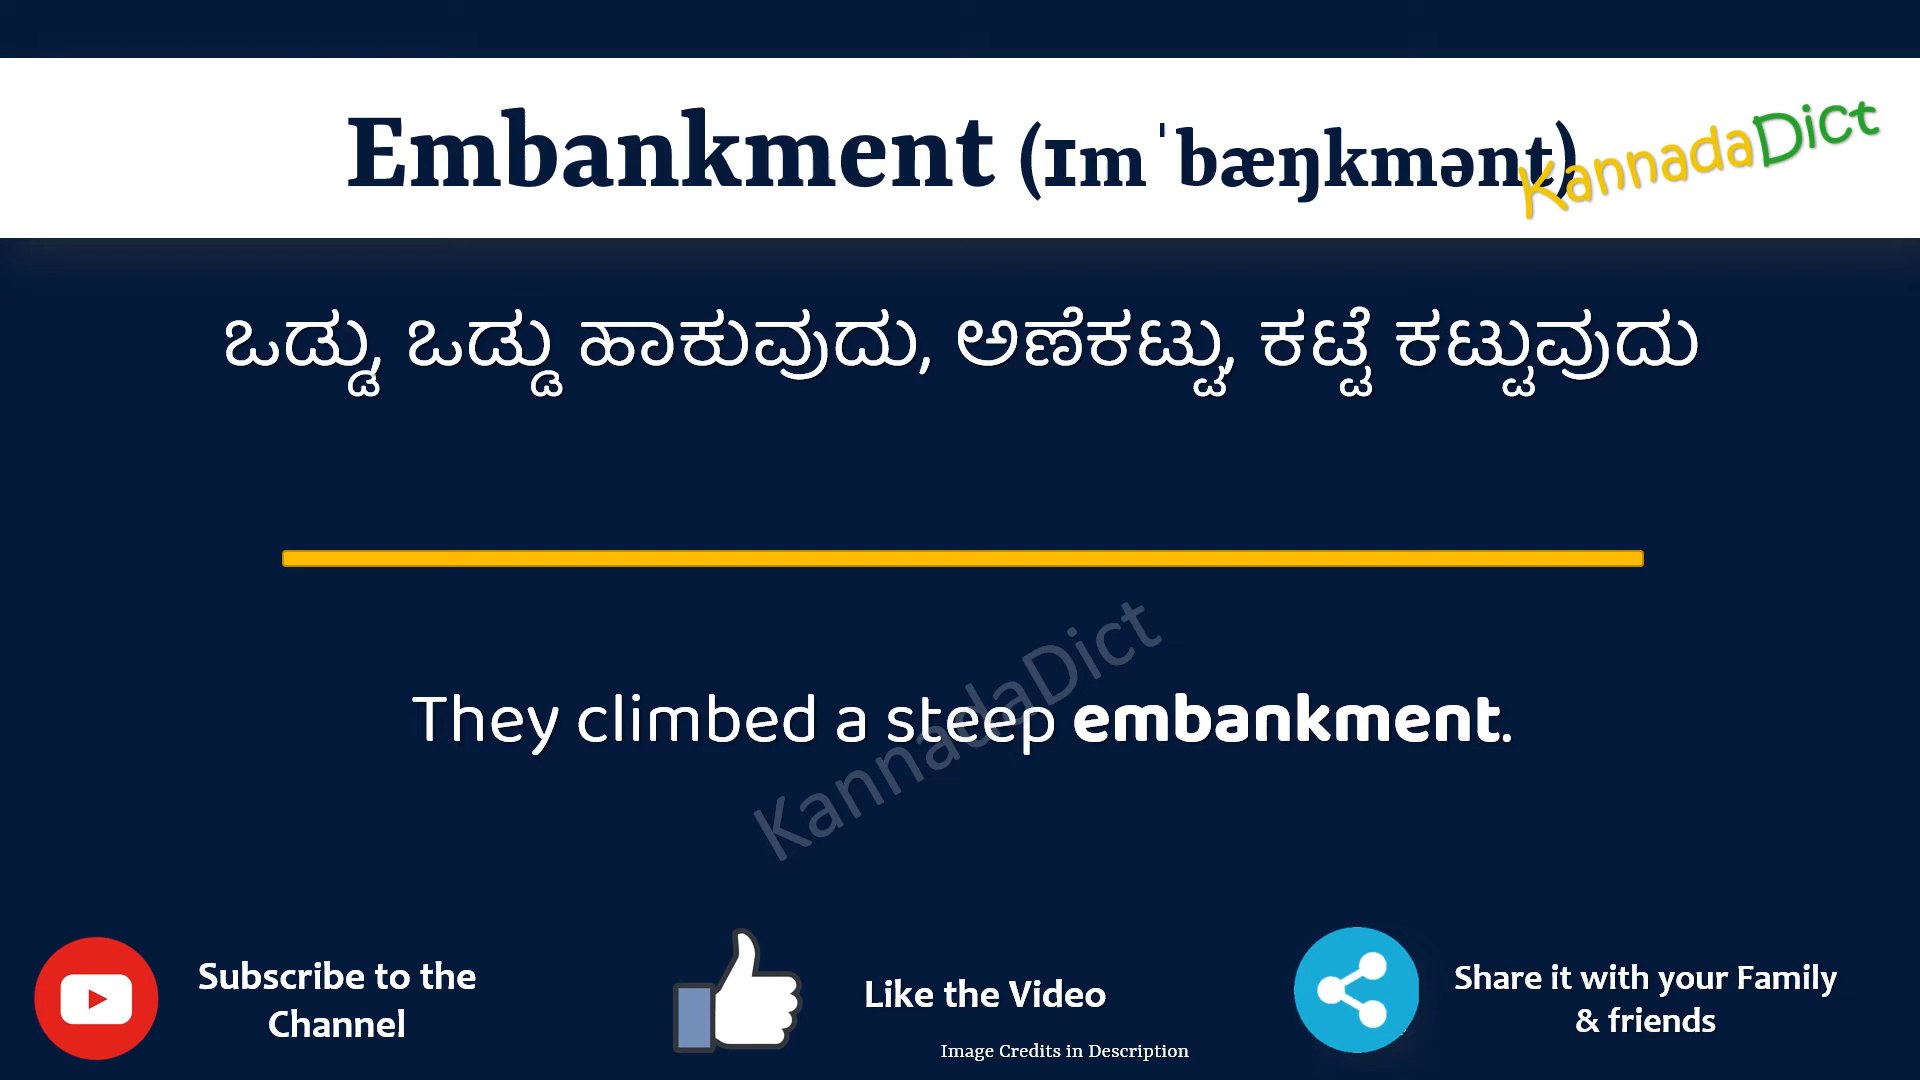 Embankment (ɪmˈbæŋkmənt)
KannadaDict
ಒಡ್ಡು, ಒಡ್ಡು ಹಾಕುವುದು, ಅಣೆಕಟ್ಟು, ಕಟ್ಟೆ ಕಟ್ಟುವುದು
They climbed a steep embankment.
KannadaDict
Subscribe to the
Channel
Like the Video
Share it with your Family
& friends
Image Credits in Description